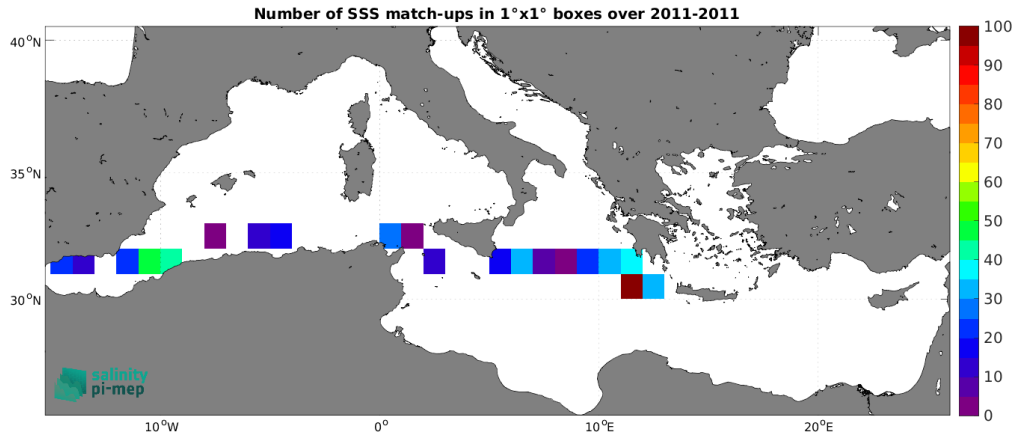 Number of SSS match-ups in 1°x1° boxes over 2011-2011
40°N
35°N
30°N
10°W
0°
10°E
20°E
100
90
80
70
60
50
40
30
20
10
0
salinity
pi-mep